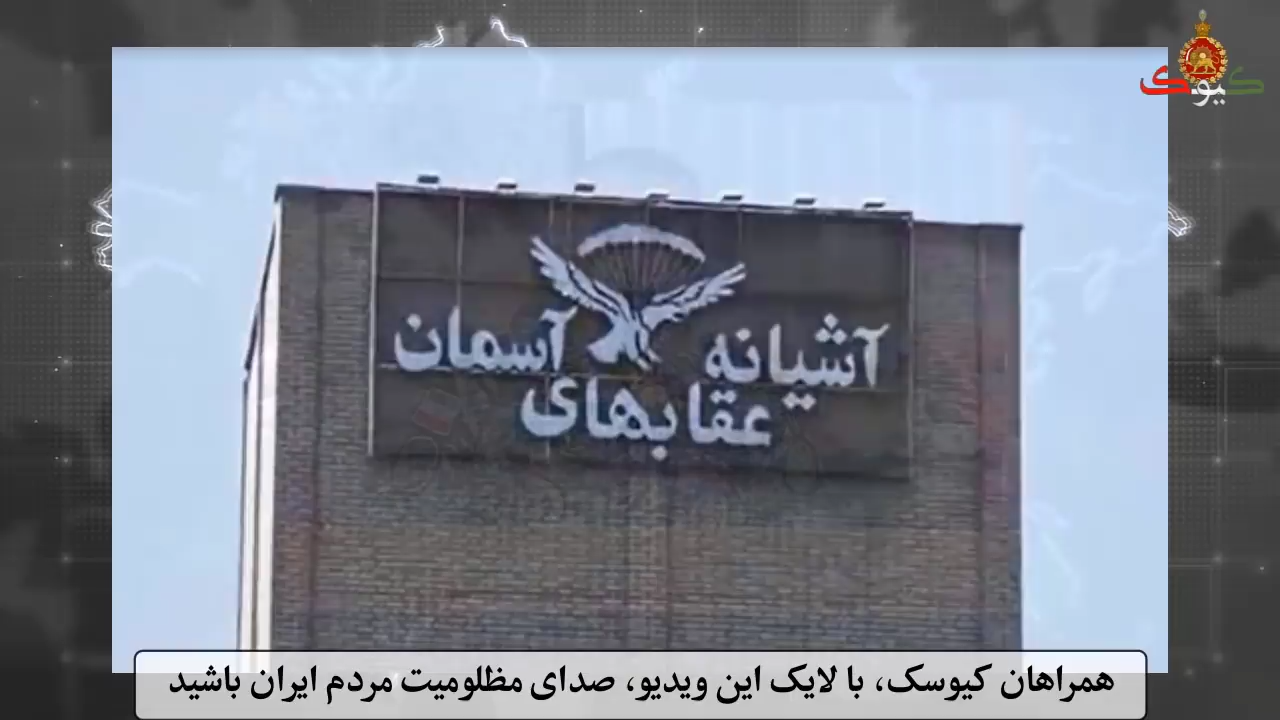 کیوسک
آشیانه
عقابهای
آسمان
همراهان کیوسک، با لایک این ویدیو، صدای مظلومیت مردم ایران باشید